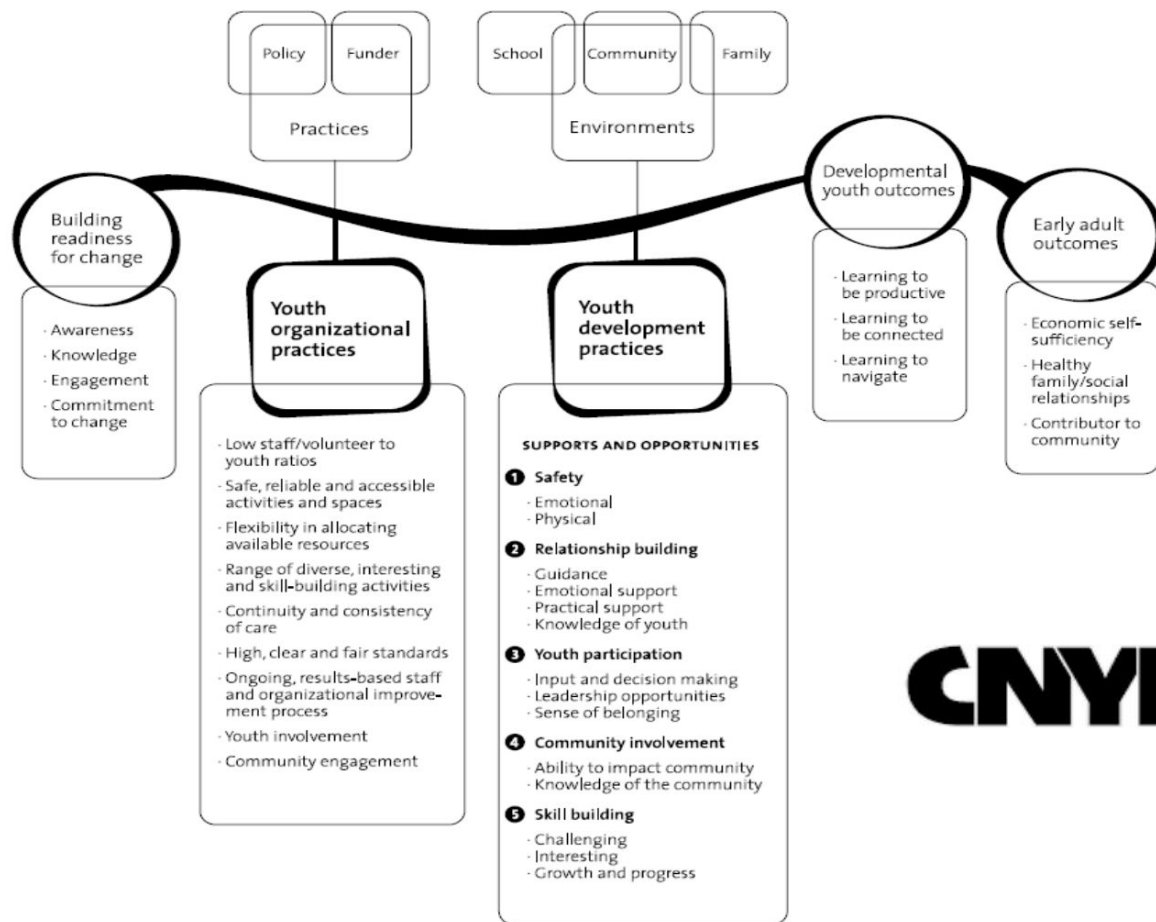 Policy
Funder
Practices
School
Community
Family
Environments
Building
readiness
for change
· Awareness
· Knowledge
· Engagement
· Commitment
to change
Youth
organizational
practices
· Low staff/volunteer to
youth ratios
· Safe, reliable and accessible
activities and spaces
· Flexibility in allocating
available resources
· Range of diverse, interesting
and skill-building activities
· Continuity and consistency
of care
· High, clear and fair standards
· Ongoing, results-based staff
and organizational improve-
ment process
· Youth involvement
· Community engagement
Youth
development
practices
SUPPORTS AND OPPORTUNITIES
1 Safety
· Emotional
· Physical
2 Relationship building
· Guidance
· Emotional support
· Practical support
· Knowledge of youth
3 Youth participation
· Input and decision making
· Leadership opportunities
· Sense of belonging
4 Community involvement
· Ability to impact community
· Knowledge of the community
5 Skill building
· Challenging
· Interesting
· Growth and progress
Developmental
youth outcomes
· Learning to
be productive
· Learning to
be connected
· Learning to
navigate
Early adult
outcomes
· Economic self-
sufficiency
· Healthy
family/social
relationships
· Contributor to
community